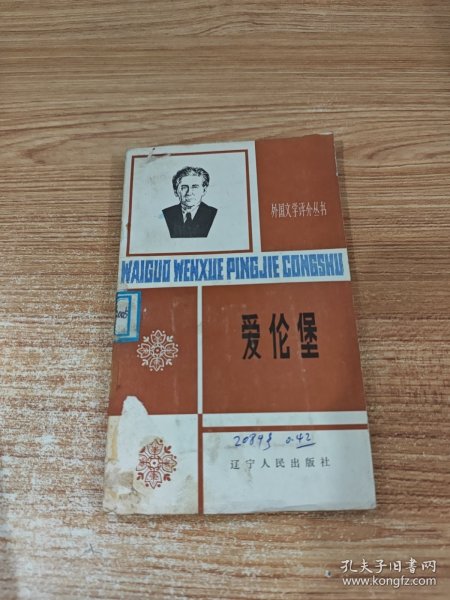 外国文学评介丛书
WAIGUO WENXUE PINGJIE CONGSHU
爱伦堡
20898 0.42
辽宁人民出版社
孔夫子旧书网
www.kongfz.com